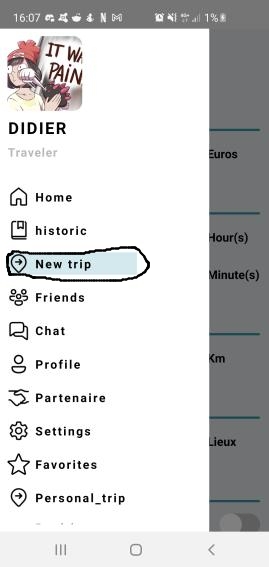 16:07
1%
IT WA
PAIN
DIDIER
Traveler
Euros
Home
historic
Hour(s)
New trip
Minute(s)
Friends
Chat
Km
Profile
Partenaire
Settings
Lieux
Favorites
Personal_trip